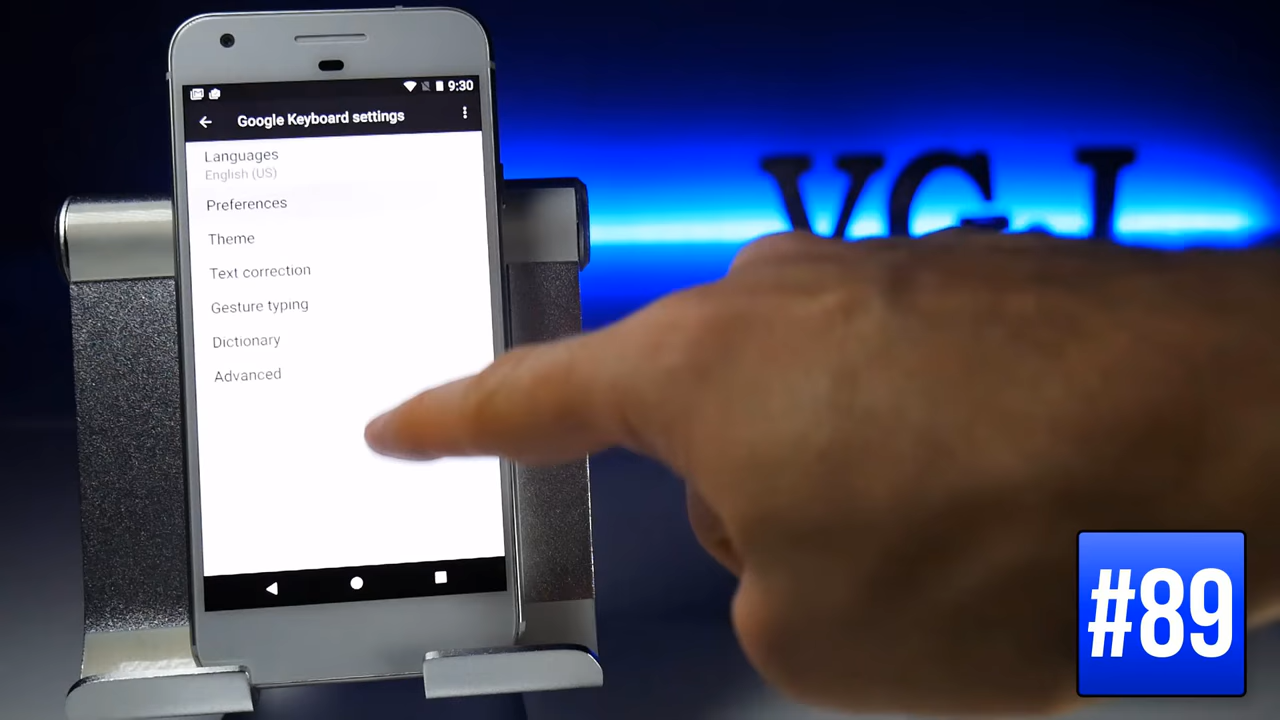 9:30
Google Keyboard settings
Languages
English (US)
Preferences
Theme
Text correction
Gesture typing
Dictionary
Advanced
#89